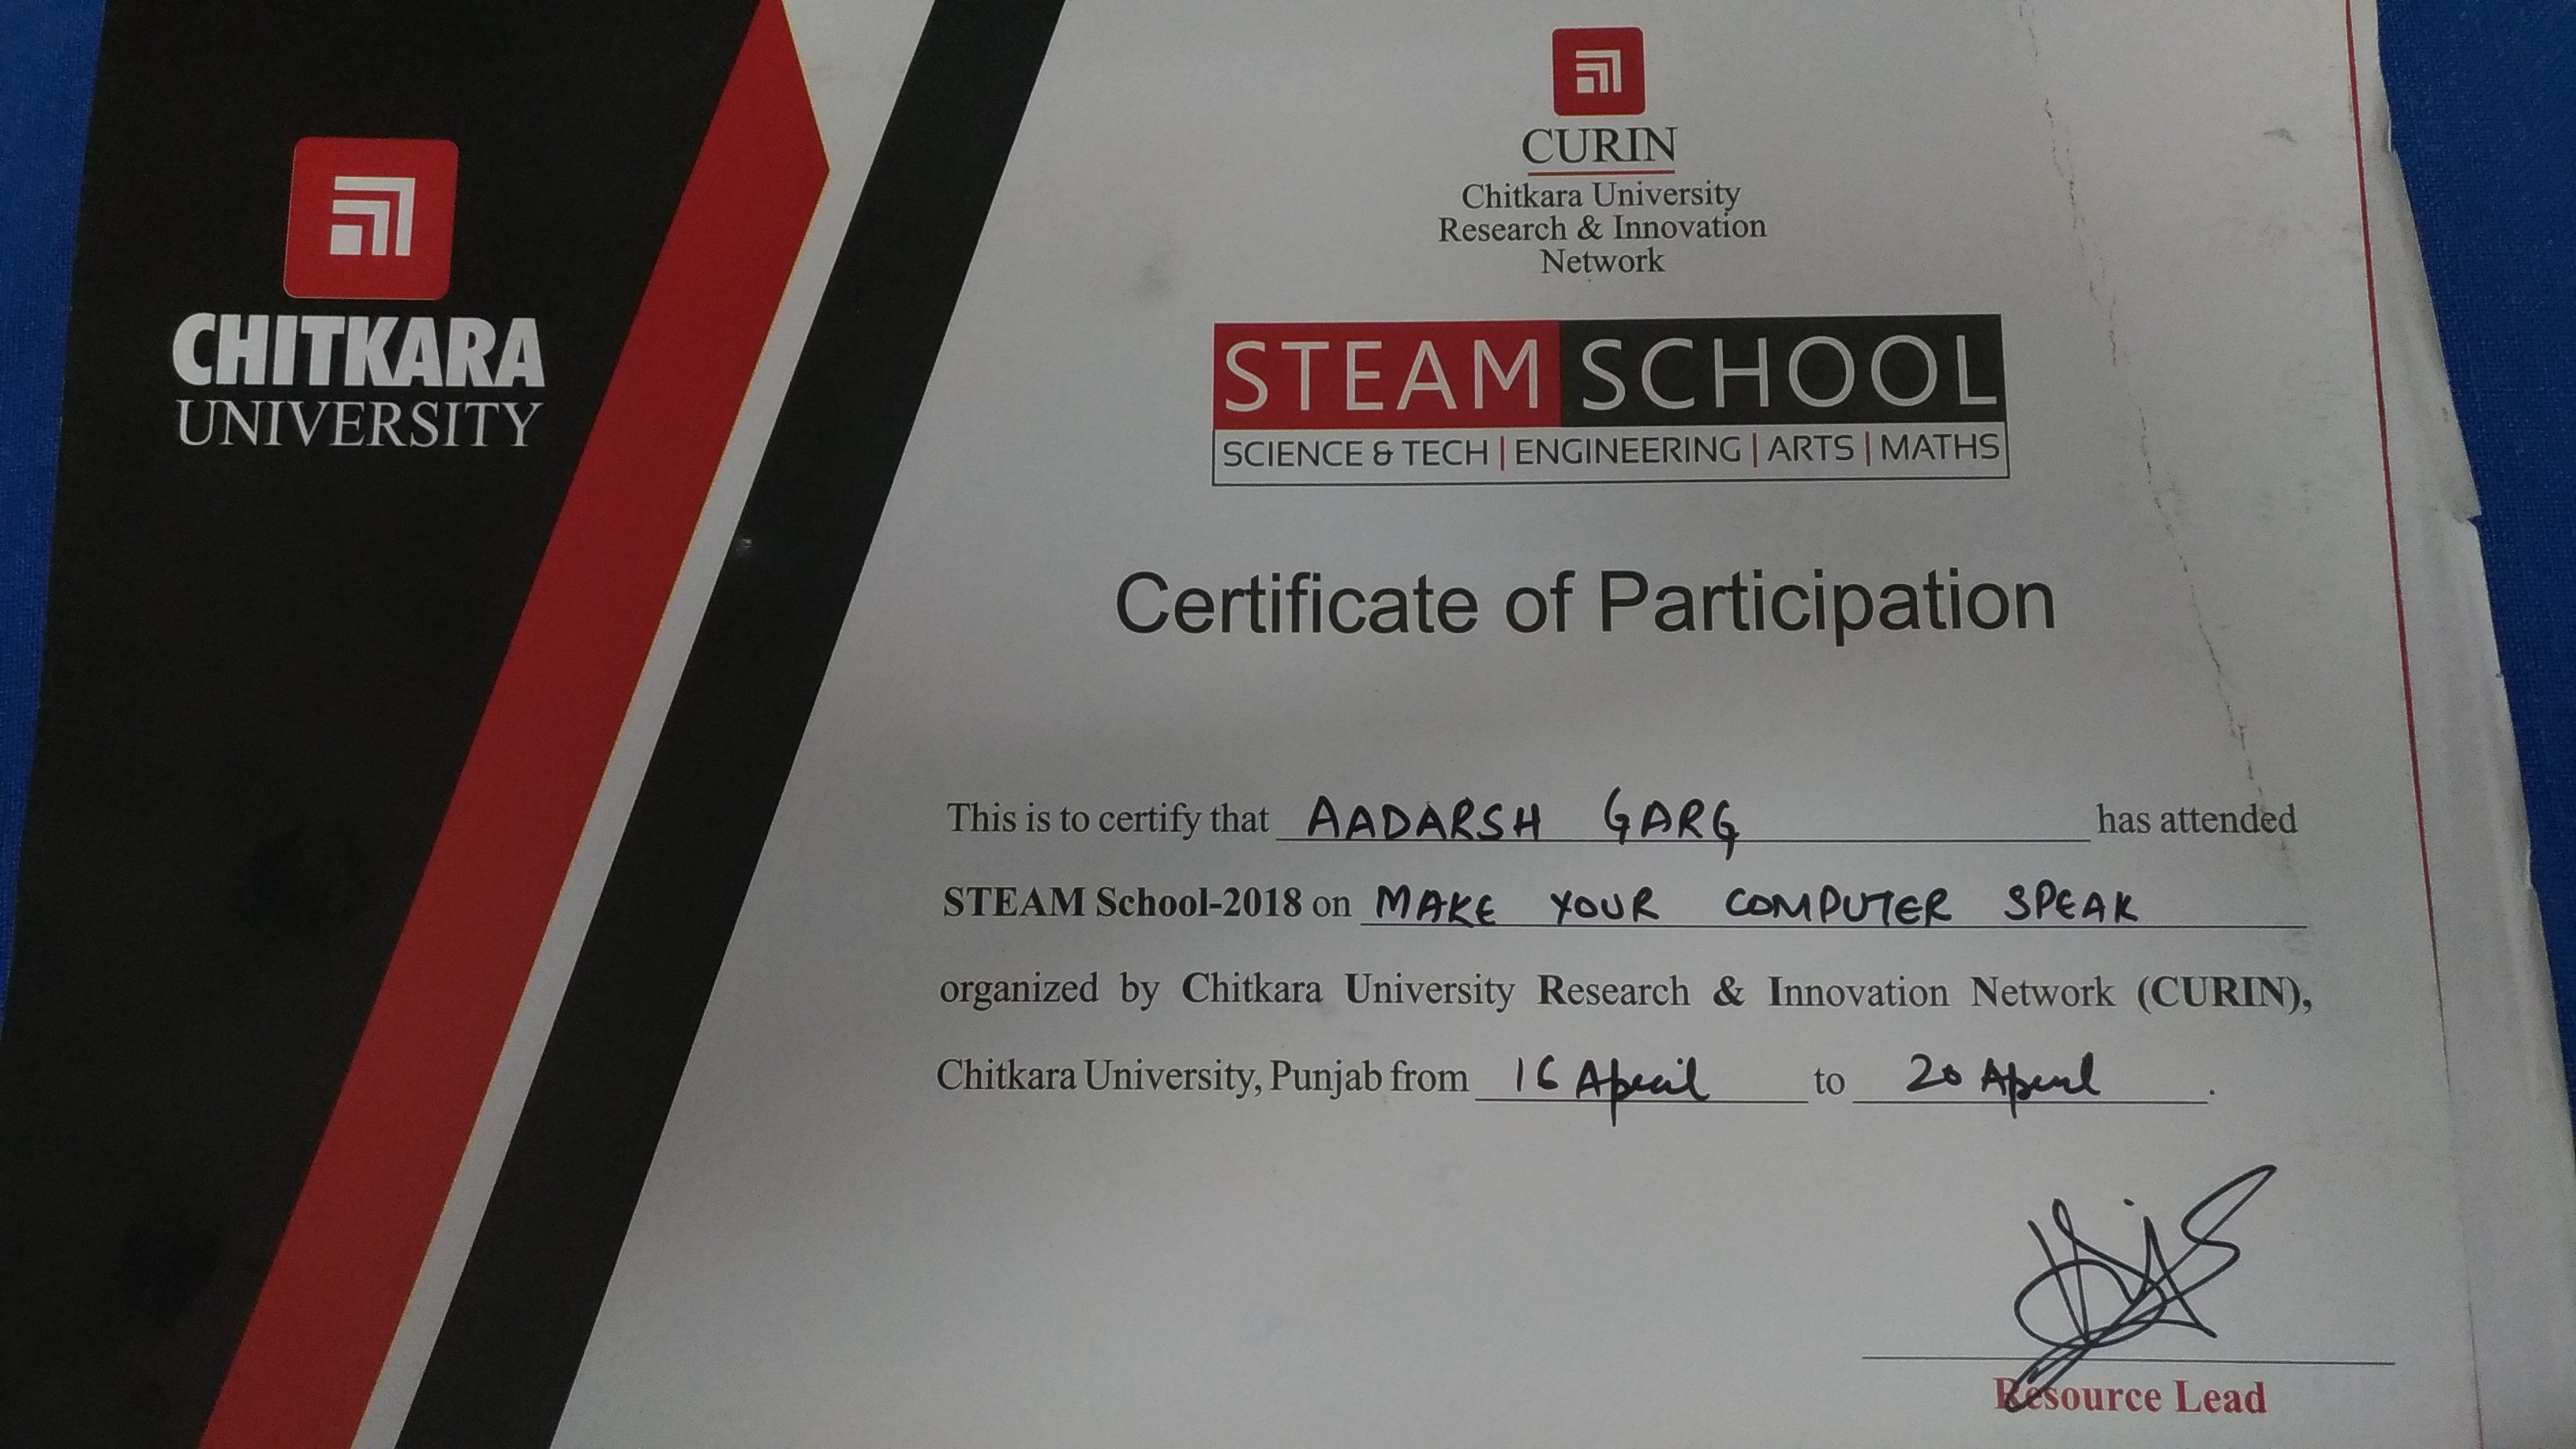 CHITKARA
UNIVERSITY
CURIN
Chitkara University
Research & Innovation
Network
STEAM SCHOOL
SCIENCE & TECH | ENGINEERING | ARTS | MATHS
Certificate of Participation
This is to certify that AADARSH GARG has attended
STEAM School-2018 on MAKE YOUR COMPUTER SPEAK
organized by Chitkara University Research & Innovation Network (CURIN),
Chitkara University, Punjab from 16 April to 20 April.
Resource Lead